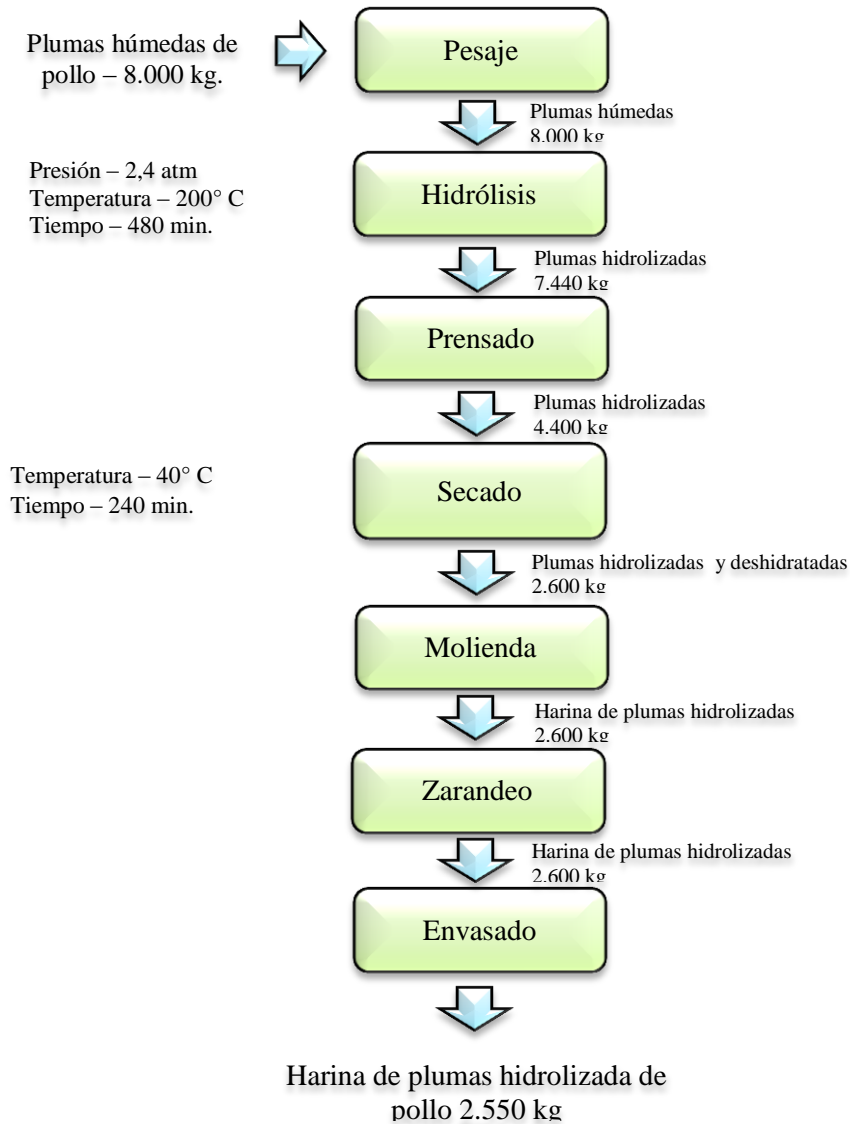 Plumas húmedas de
pollo – 8.000 kg.
Pesaje
Plumas húmedas
8.000 kg
Presión – 2,4 atm
Temperatura – 200° C
Tiempo – 480 min.
Hidrólisis
Plumas hidrolizadas
7.440 kg
Prensado
Plumas hidrolizadas
4.400 kg
Temperatura – 40° C
Tiempo – 240 min.
Secado
Plumas hidrolizadas y deshidratadas
2.600 kg
Molienda
Harina de plumas hidrolizadas
2.600 kg
Zarandeo
Harina de plumas hidrolizadas
2.600 kg
Envasado
Harina de plumas hidrolizada de
pollo 2.550 kg